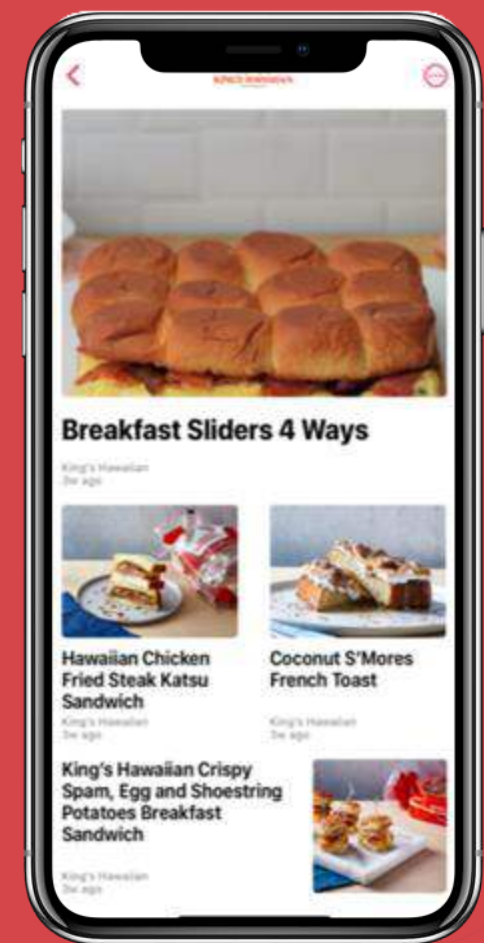 KING'S HAWAIIAN
Breakfast Sliders 4 Ways
King's Hawaiian
3w ago
Hawaiian Chicken
Fried Steak Katsu
Sandwich
King's Hawaiian
3w ago
Coconut S'Mores
French Toast
King's Hawaiian
3w ago
King's Hawaiian Crispy
Spam, Egg and Shoestring
Potatoes Breakfast
Sandwich
King's Hawaiian
3w ago